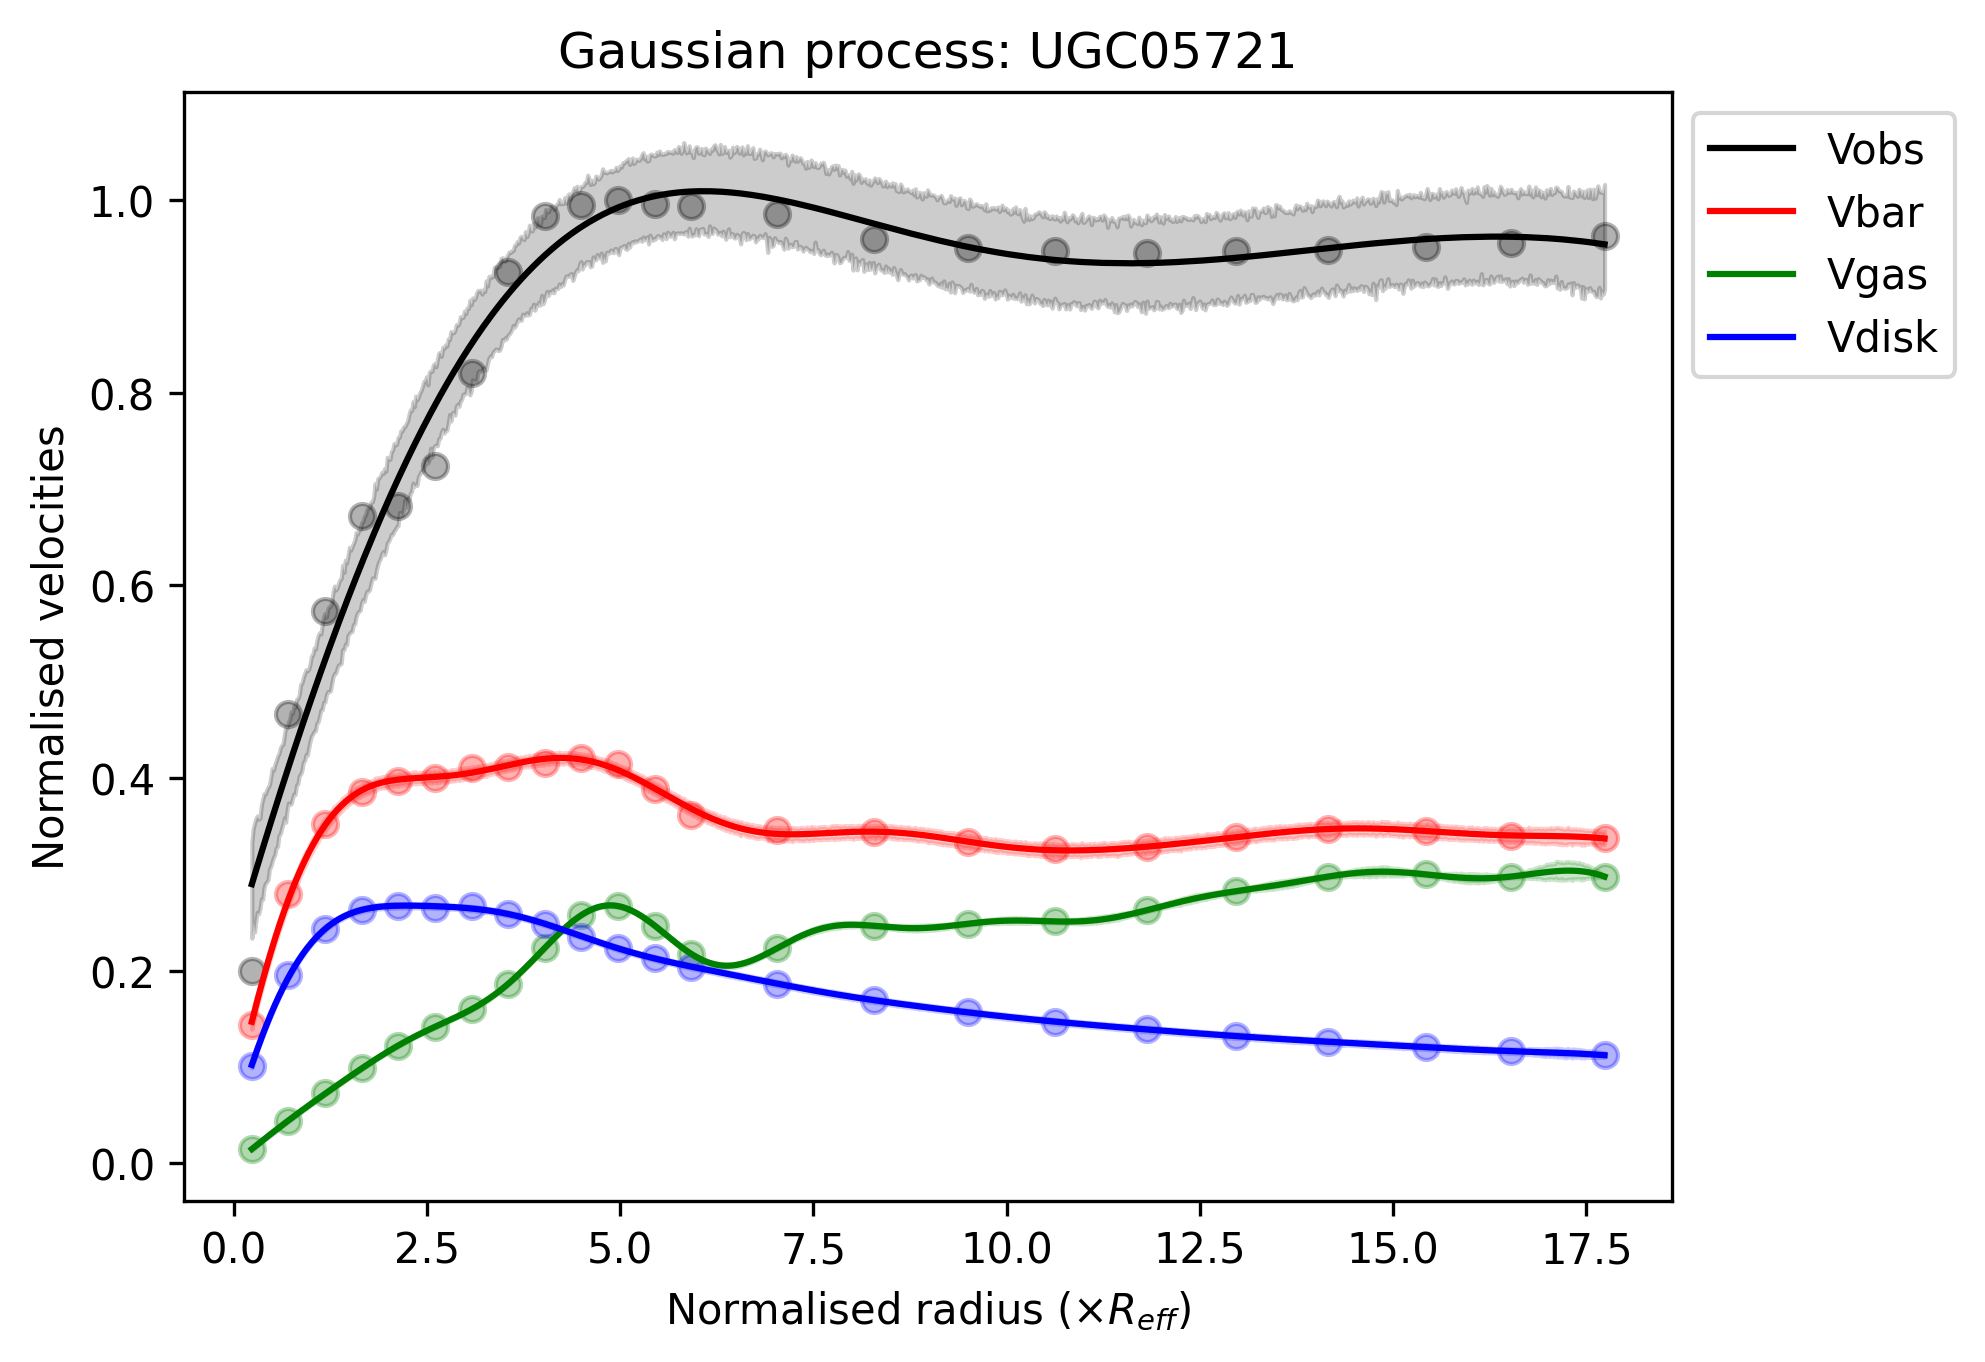 Gaussian process: UGC05721
Vobs
Vbar
Vgas
Vdisk
Normalised velocities
1.0
0.8
0.6
0.4
0.2
0.0
0.0 2.5 5.0 7.5 10.0 12.5 15.0 17.5
Normalised radius (×R_eff)